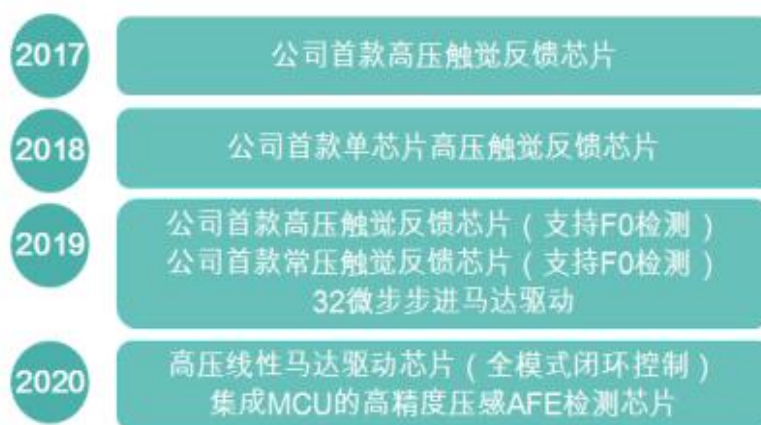 2017
公司首款高压触觉反馈芯片
2018
公司首款单芯片高压触觉反馈芯片
2019
公司首款高压触觉反馈芯片（支持F0检测）
公司首款常压触觉反馈芯片（支持F0检测）
32微步步进马达驱动
2020
高压线性马达驱动芯片（全模式闭环控制）
集成MCU的高精度压感AFE检测芯片